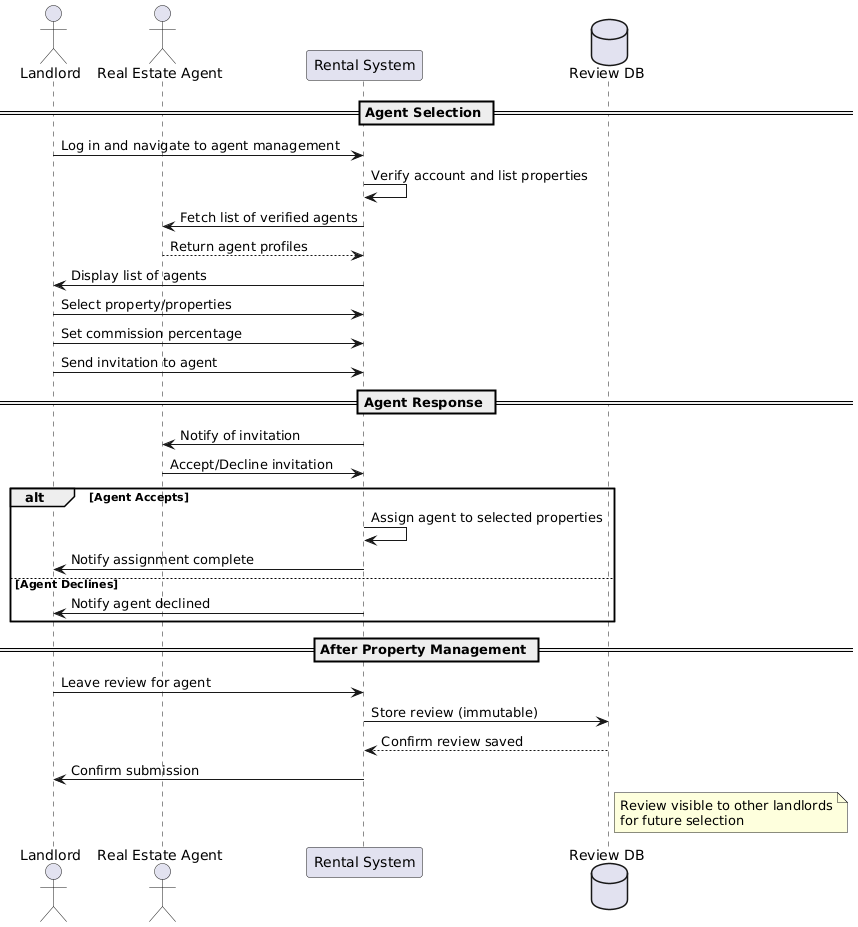 Landlord
Real Estate Agent
Rental System
Review DB
Agent Selection
Log in and navigate to agent management
Verify account and list properties
Fetch list of verified agents
Return agent profiles
Display list of agents
Select property/properties
Set commission percentage
Send invitation to agent
Agent Response
Notify of invitation
Accept/Decline invitation
alt
[Agent Accepts]
Assign agent to selected properties
Notify assignment complete
[Agent Declines]
Notify agent declined
After Property Management
Leave review for agent
Store review (immutable)
Confirm review saved
Confirm submission
Review visible to other landlords
for future selection
Landlord
Real Estate Agent
Rental System
Review DB